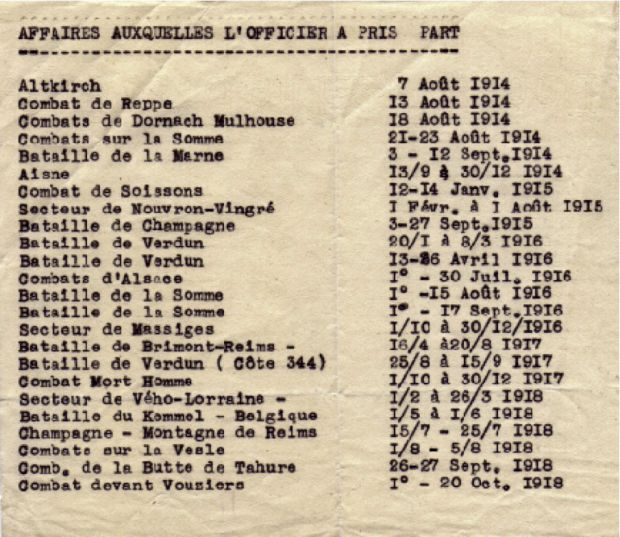 AFFAIRES AUXQUELLES L'OFFICIER A PRIS PART
Altkirch 7 Août I9I4
Combat de Reppe I3 Août I9I4
Combats de Dornach Mulhouse I8 Août I9I4
Combats sur la Somme 2I-23 Août I9I4
Bataille de la Marne 3 - I2 Sept.I9I4
Aisne I3/9 à 30/I2 I9I4
Combat de Soissons I2-I4 Janv. I9I5
Secteur de Nouvron-Vingré I Févr. à I Août I9I5
Bataille de Champagne 3-27 Sept.I9I5
Bataille de Verdun 20/I à 8/3 I9I6
Bataille de Verdun I3-26 Avril I9I6
Combats d'Alsace I° - 30 Juil. I9I6
Bataille de la Somme I° -I5 Août I9I6
Bataille de la Somme I° - I7 Sept.I9I6
Secteur de Massiges I/I0 à 30/I2/I9I6
Bataille de Brimont-Reims - I6/4 à20/8 I9I7
Bataille de Verdun ( Côte 344) 25/8 à I5/9 I9I7
Combat Mort Homme I/I0 à 30/I2 I9I7
Secteur de Vého-Lorraine - I/2 à 26/3 I9I8
Bataille du Kemmel - Belgique I/5 à I/6 I9I8
Champagne - Montagne de Reims I5/7 - 25/7 I9I8
Combats sur la Vesle I/8 - 5/8 I9I8
Comb. de la Butte de Tahure 26-27 Sept. I9I8
Combat devant Vouziers I° - 20 Oct. I9I8